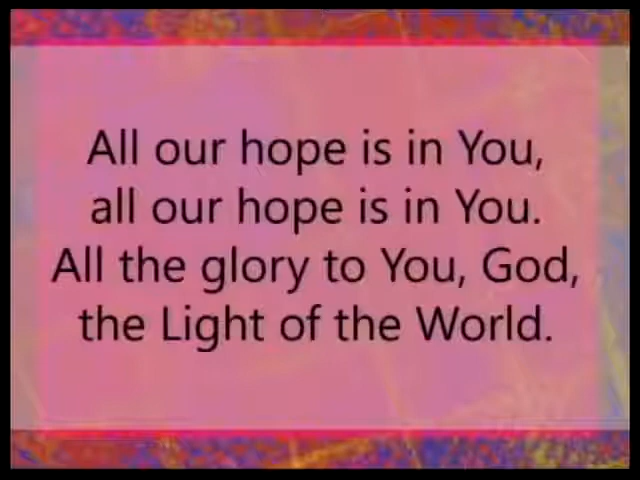 All our hope is in You,
all our hope is in You.
All the glory to You, God,
the Light of the World.